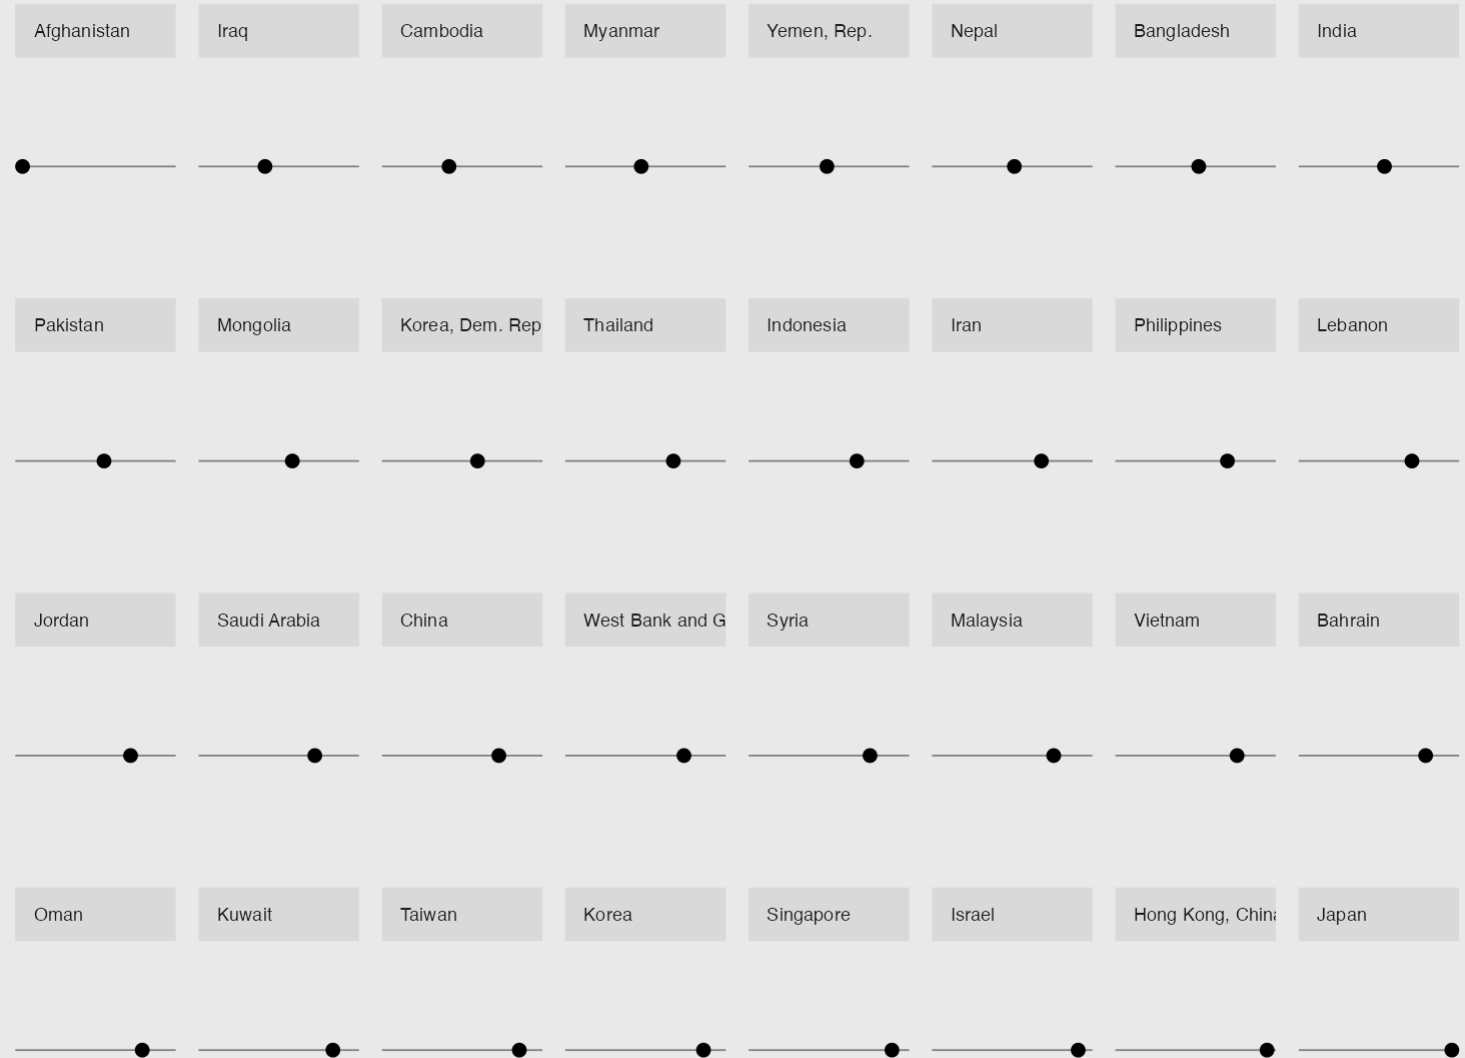 Afghanistan
Iraq
Cambodia
Myanmar
Yemen, Rep.
Nepal
Bangladesh
India
Pakistan
Mongolia
Korea, Dem. Rep
Thailand
Indonesia
Iran
Philippines
Lebanon
Jordan
Saudi Arabia
China
West Bank and G
Syria
Malaysia
Vietnam
Bahrain
Oman
Kuwait
Taiwan
Korea
Singapore
Israel
Hong Kong, China
Japan